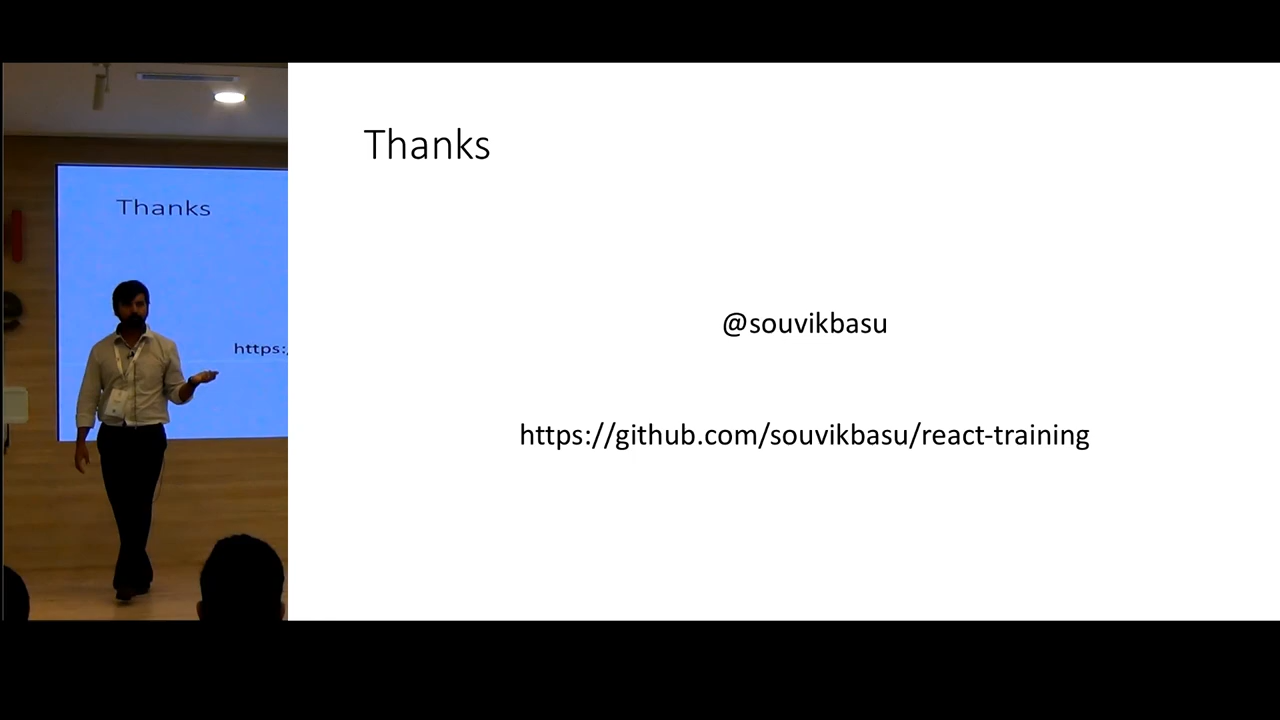 Thanks
https:/
Thanks
@souvikbasu
https://github.com/souvikbasu/react-training